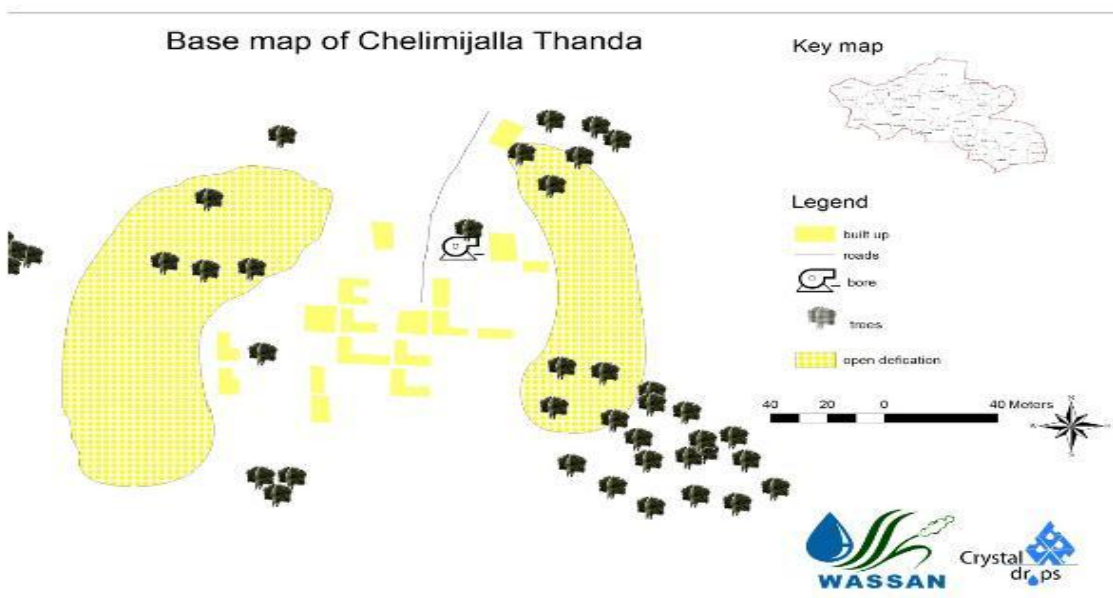 Base map of Chelimijalla Thanda
Key map
Legend
built up
roads
bore
trees
open defication
40 20 0 40 Meters
N
W E
S
WASSAN
Crystal
drops